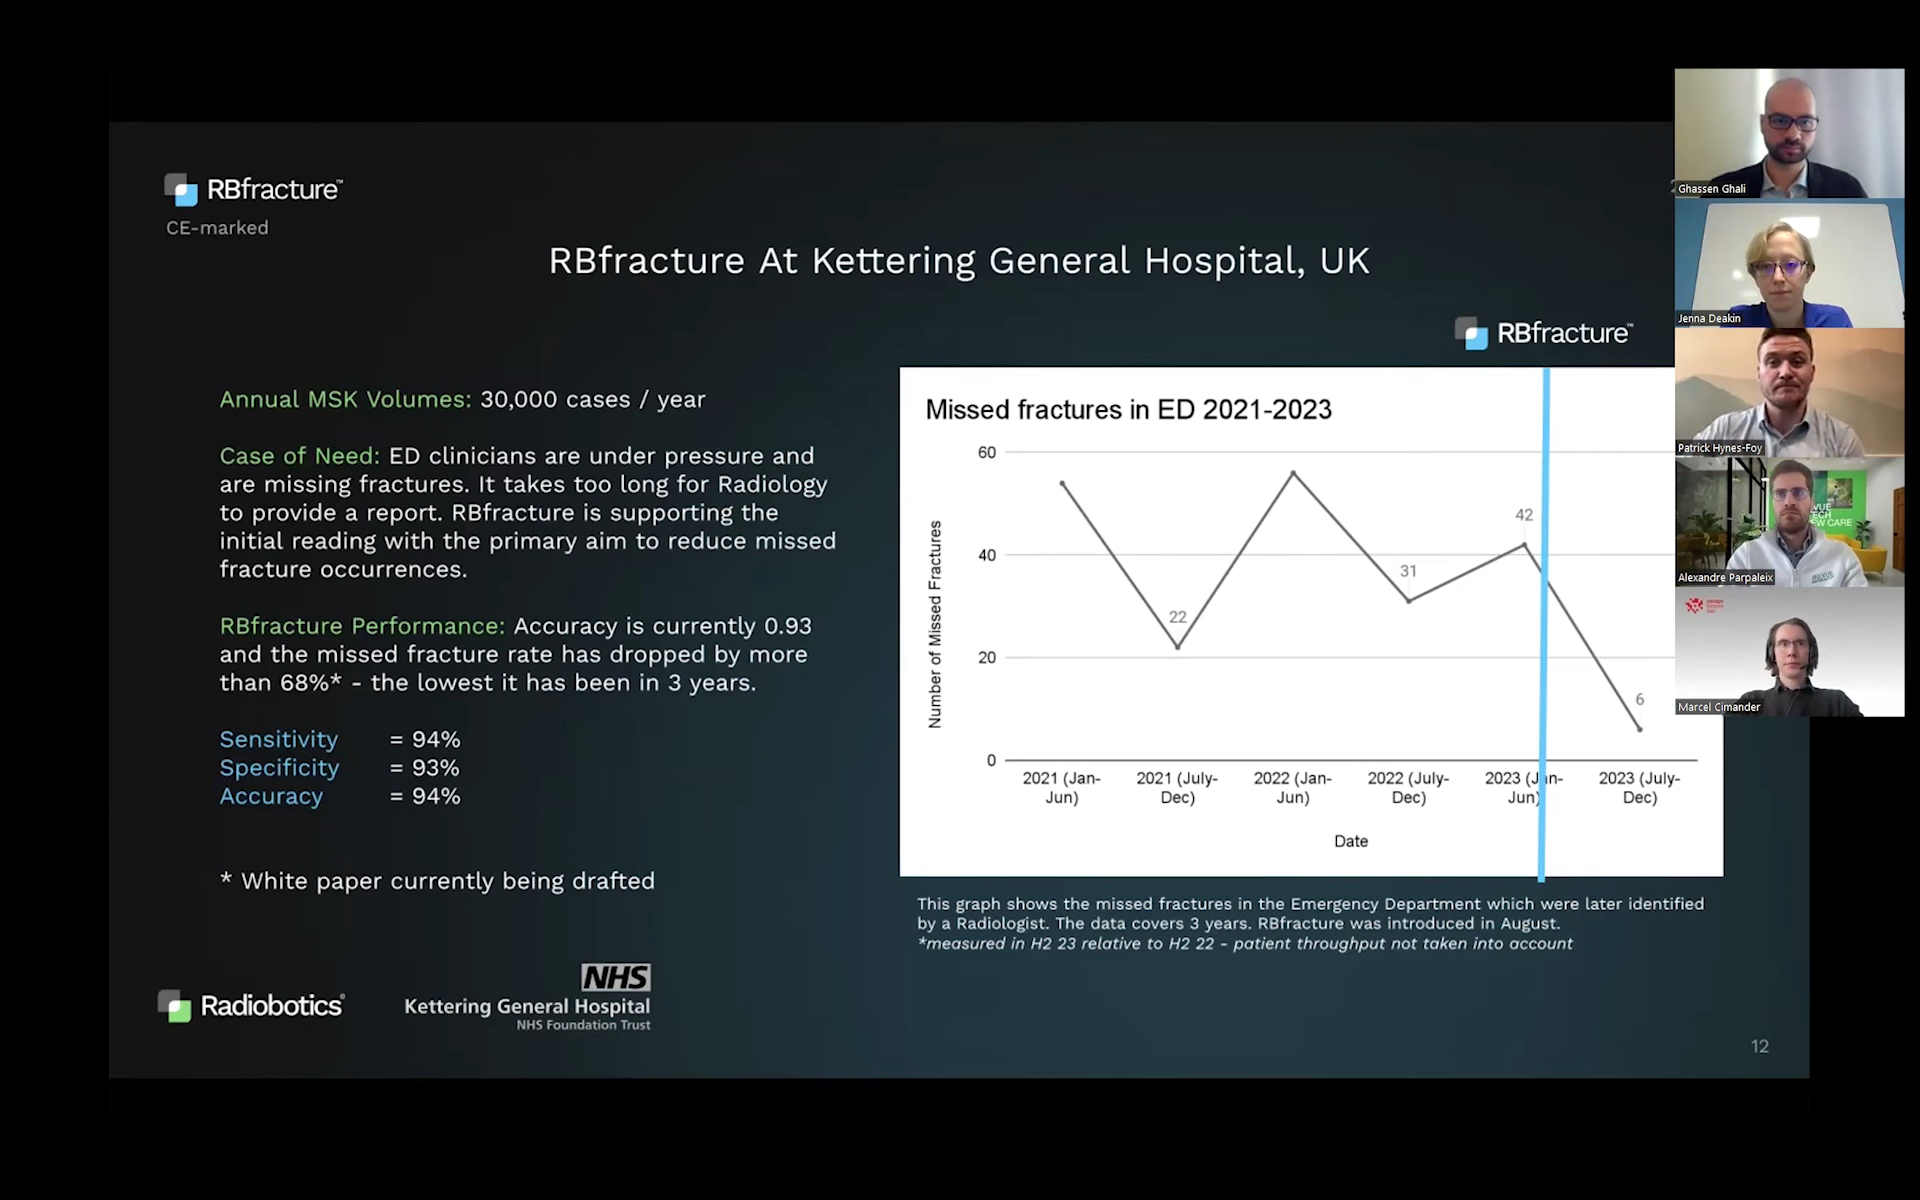 RBfracture™
CE-marked
RBfracture At Kettering General Hospital, UK
RBfracture™
Annual MSK Volumes: 30,000 cases / year
Case of Need: ED clinicians are under pressure and
are missing fractures. It takes too long for Radiology
to provide a report. RBfracture is supporting the
initial reading with the primary aim to reduce missed
fracture occurrences.
RBfracture Performance: Accuracy is currently 0.93
and the missed fracture rate has dropped by more
than 68%* - the lowest it has been in 3 years.
Sensitivity = 94%
Specificity = 93%
Accuracy = 94%
* White paper currently being drafted
Radiobotics
NHS
Kettering General Hospital
NHS Foundation Trust
Missed fractures in ED 2021-2023
Number of Missed Fractures
60
40
20
0
22
31
42
6
2021 (Jan-
Jun)
2021 (July-
Dec)
2022 (Jan-
Jun)
2022 (July-
Dec)
2023 (Jan-
Jun)
2023 (July-
Dec)
Date
This graph shows the missed fractures in the Emergency Department which were later identified
by a Radiologist. The data covers 3 years. RBfracture was introduced in August.
*measured in H2 23 relative to H2 22 - patient throughput not taken into account
12
Ghassen Ghali
Jenna Deakin
Patrick Hynes-Foy
Alexandre Parpaleix
Marcel Cimander